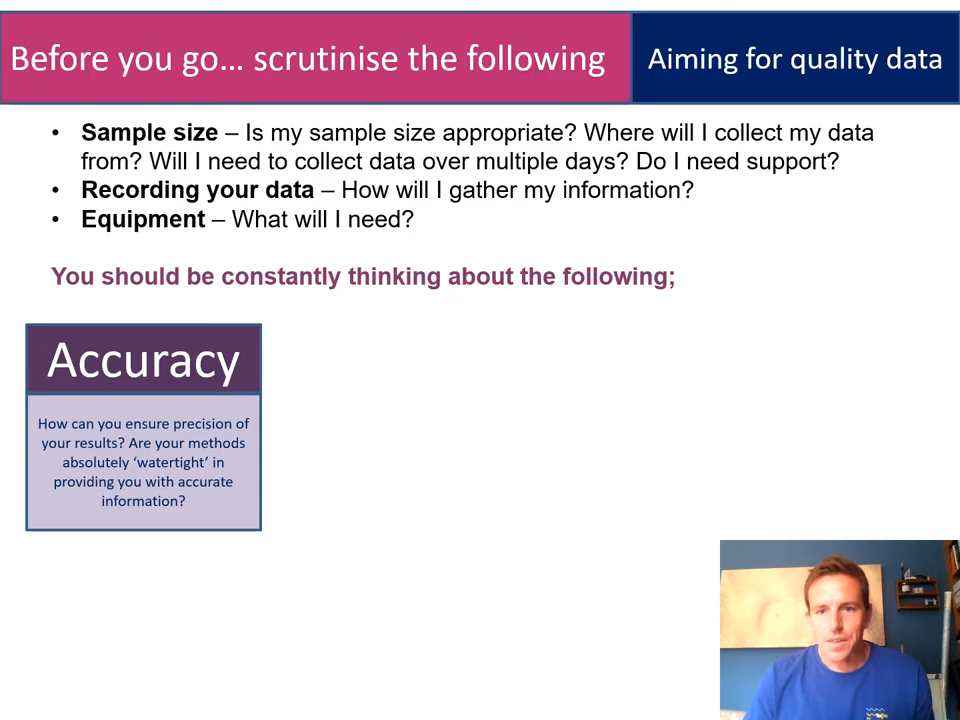 Before you go... scrutinise the following
Aiming for quality data
• Sample size – Is my sample size appropriate? Where will I collect my data
from? Will I need to collect data over multiple days? Do I need support?
• Recording your data – How will I gather my information?
• Equipment – What will I need?
You should be constantly thinking about the following;
Accuracy
How can you ensure precision of
your results? Are your methods
absolutely ‘watertight’ in
providing you with accurate
information?